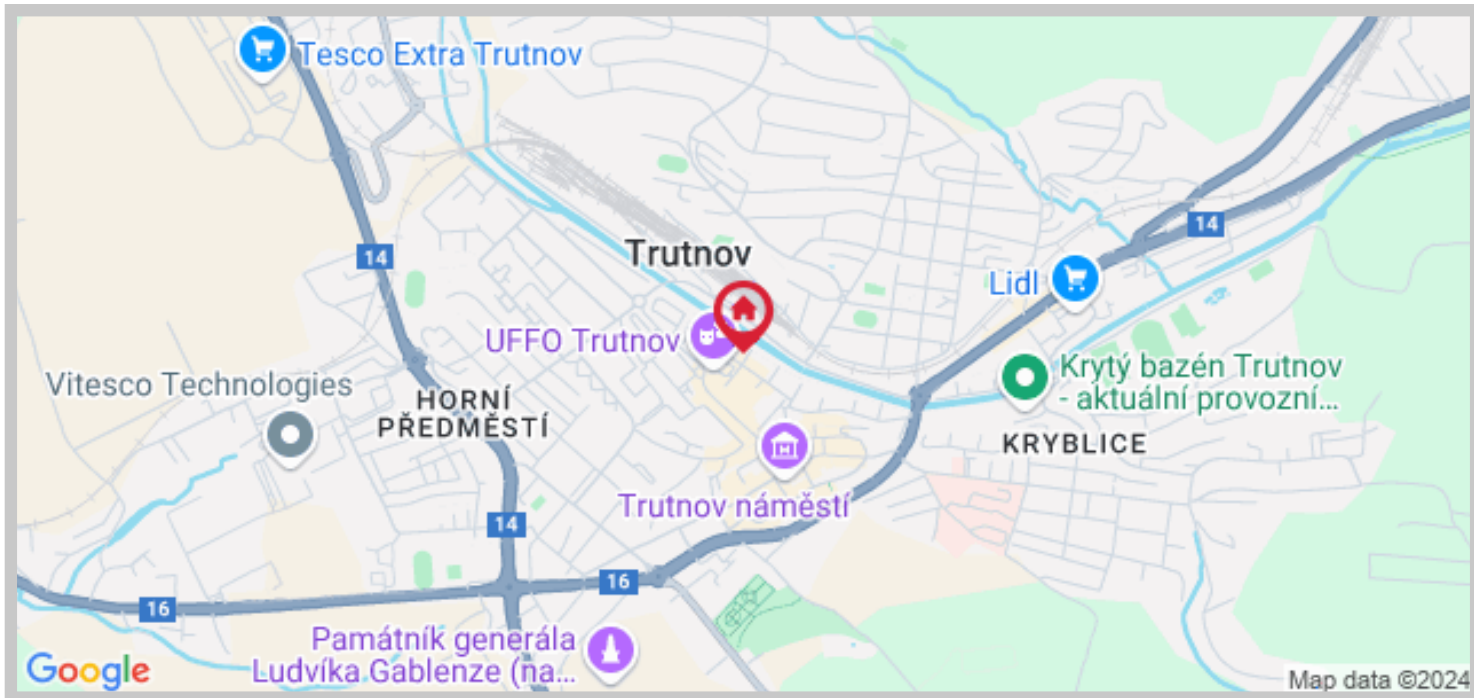 Tesco Extra Trutnov
14
14
Trutnov
Lidl
UFFO Trutnov
Krytý bazén Trutnov
- aktuální provozní...
Vitesco Technologies
HORNÍ
PŘEDMĚSTÍ
KRYBLICE
Trutnov náměstí
14
16
16
Památník generála
Ludvíka Gablenze (na...
Google
Map data ©2024